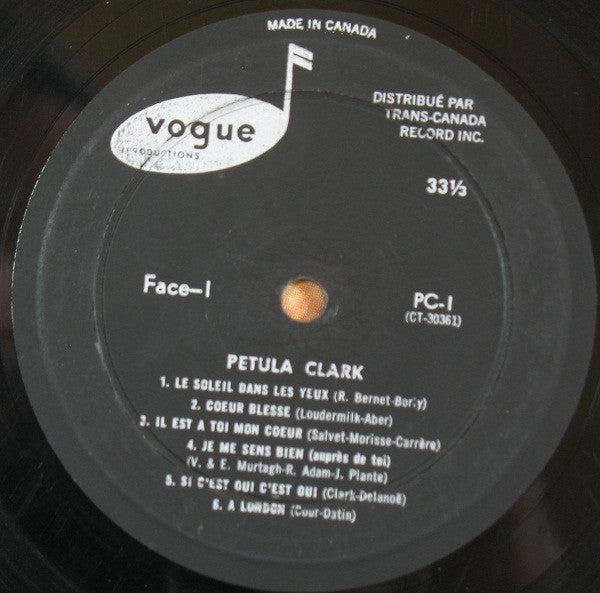 MADE IN CANADA
vogue
PRODUCTIONS
DISTRIBUÉ PAR
TRANS-CANADA
RECORD INC.
33⅓
Face-1
PC-1
(CT-30361)
PETULA CLARK
1. LE SOLEIL DANS LES YEUX (R. Bernet-Borly)
2. COEUR BLESSE (Loudermilk-Aber)
3. IL EST A TOI MON COEUR (Salvet-Morisse-Carrère)
4. JE ME SENS BIEN (auprès de toi)
(V. & E. Murtagh-R. Adam-J. Plante)
5. SI C'EST OUI C'EST OUI (Clark-Delanoë)
6. A LONDON (Cour-Datin)